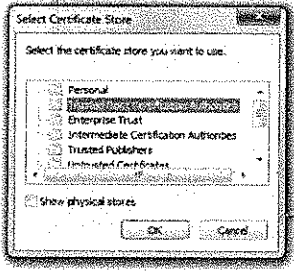 Select Certificate Store
Select the certificate store you want to use.
Personal
Enterprise Trust
Intermediate Certification Authorities
Trusted Publishers
Untrusted Certificates
Show physical stores
OK
Cancel